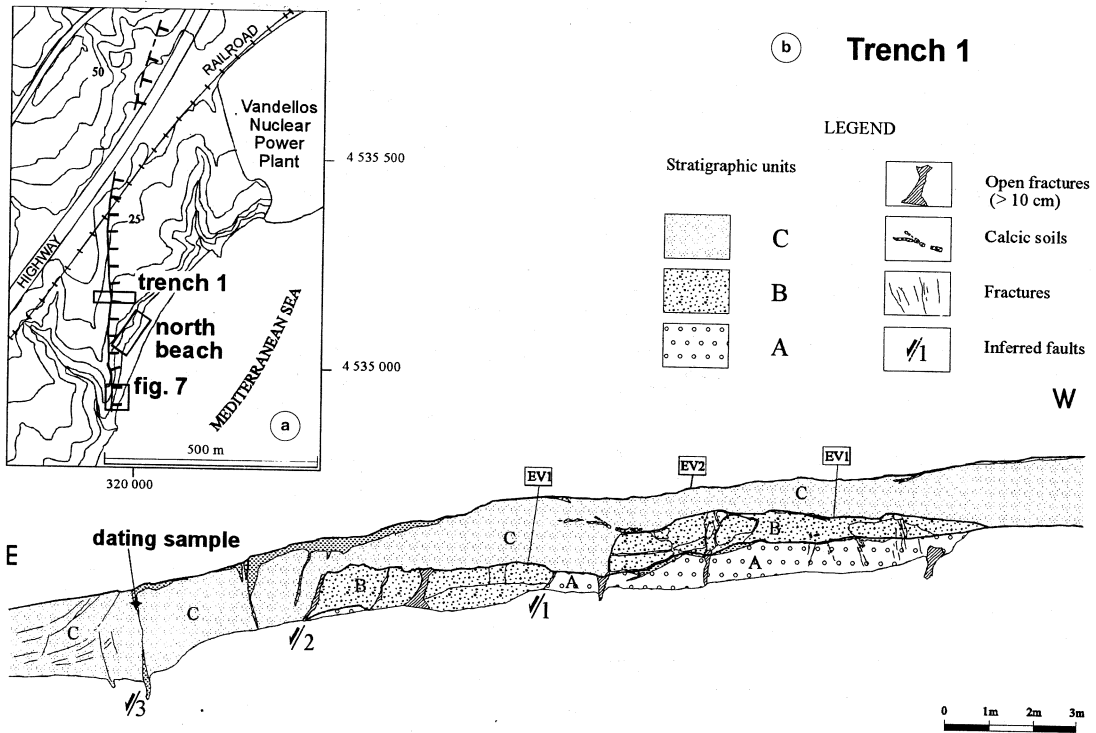 50
RAILROAD
Vandellos
Nuclear
Power
Plant
4 535 500
25
HIGHWAY
trench 1
north
beach
MEDITERRANEAN SEA
4 535 000
fig. 7
a
500 m
320 000
b Trench 1
LEGEND
Stratigraphic units
Open fractures
(> 10 cm)
C Calcic soils
B Fractures
A 1 Inferred faults
W
EV1
EV2
EV1
C
C
B
A
A
B
E
dating sample
C
C
1
2
3
0 1m 2m 3m